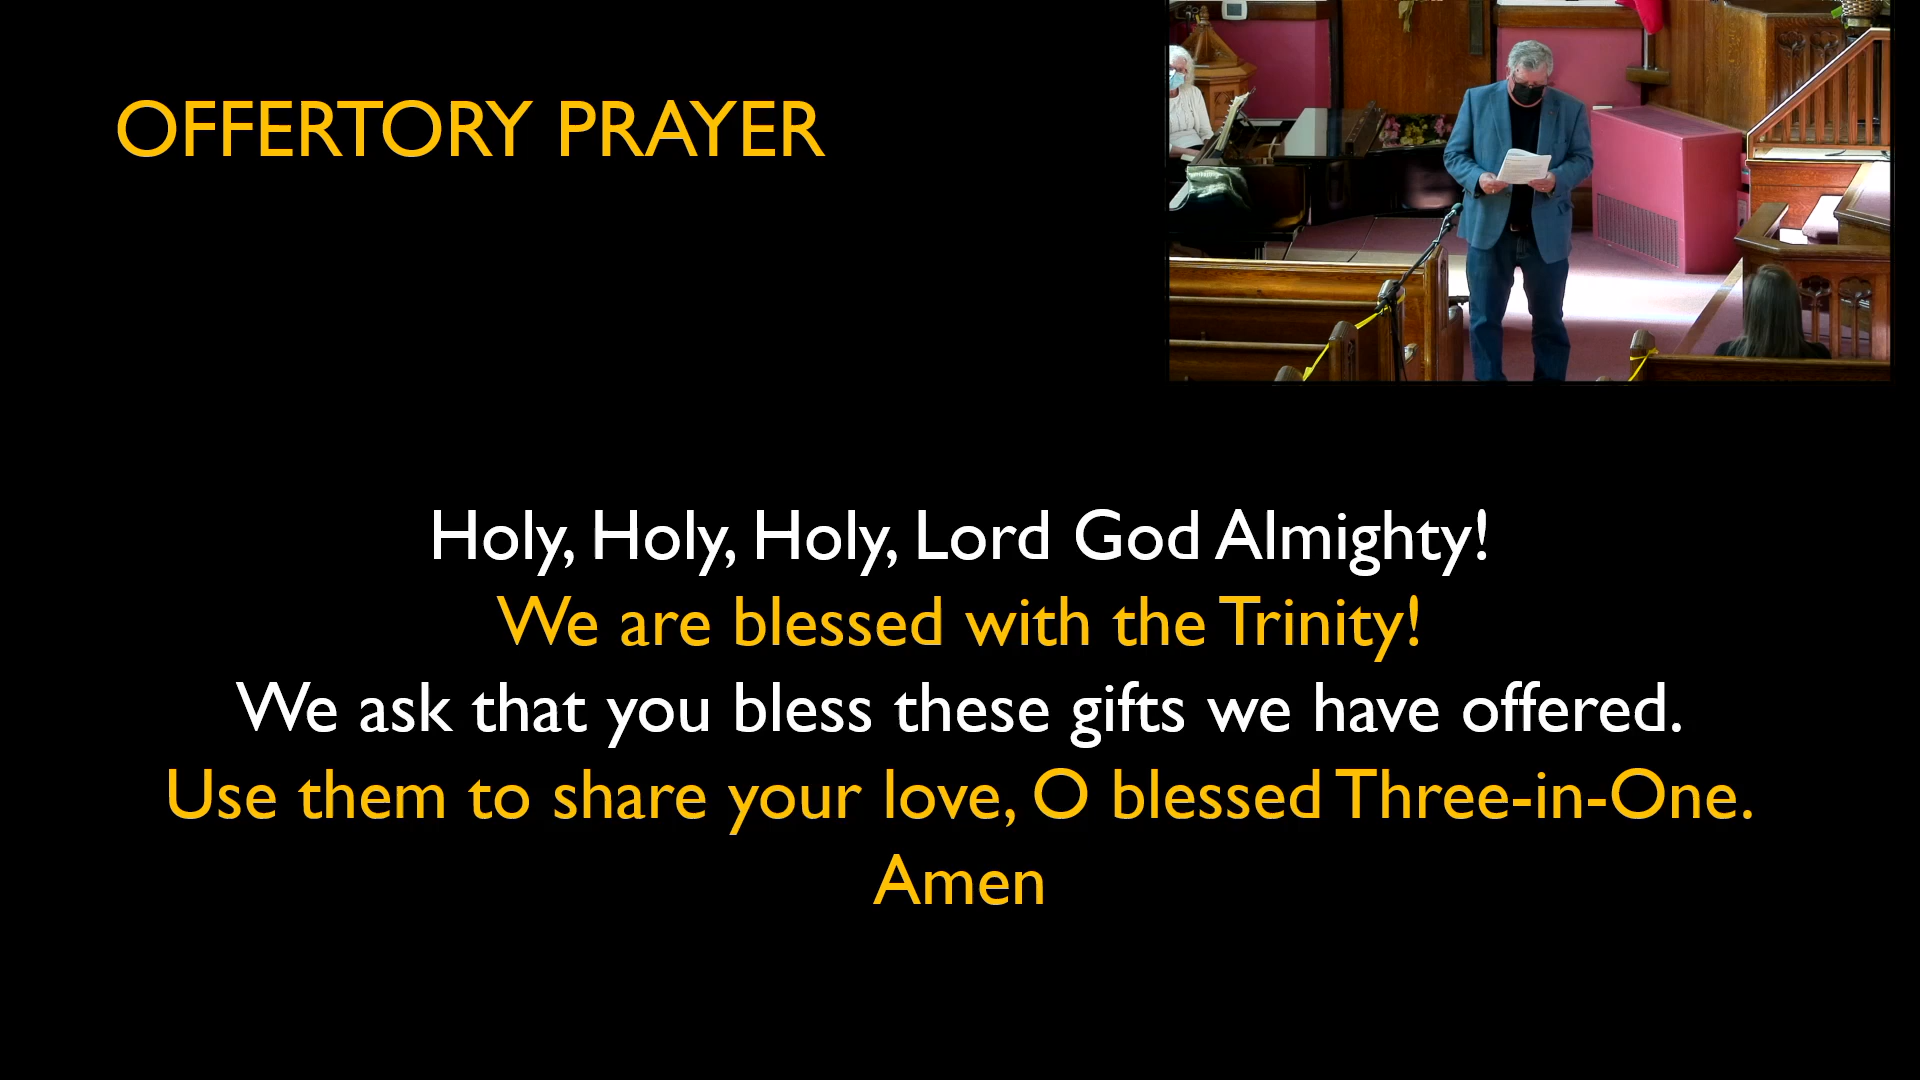 OFFERTORY PRAYER
Holy, Holy, Holy, Lord God Almighty!
We are blessed with the Trinity!
We ask that you bless these gifts we have offered.
Use them to share your love, O blessed Three-in-One.
Amen